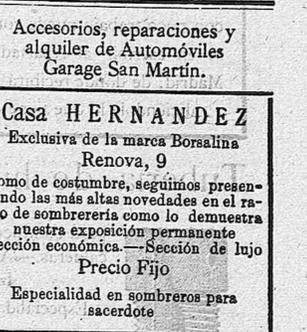 Accesorios, reparaciones y
alquiler de Automóviles
Garage San Martín.
Casa HERNANDEZ
Exclusiva de la marca Borsalina
Renova, 9
omo de costumbre, seguimos presen-
ndo las más altas novedades en el ra-
o de sombrerería como lo demuestra
nuestra exposición permanente
ección económica.—Sección de lujo
Precio Fijo
Especialidad en sombreros para
sacerdote